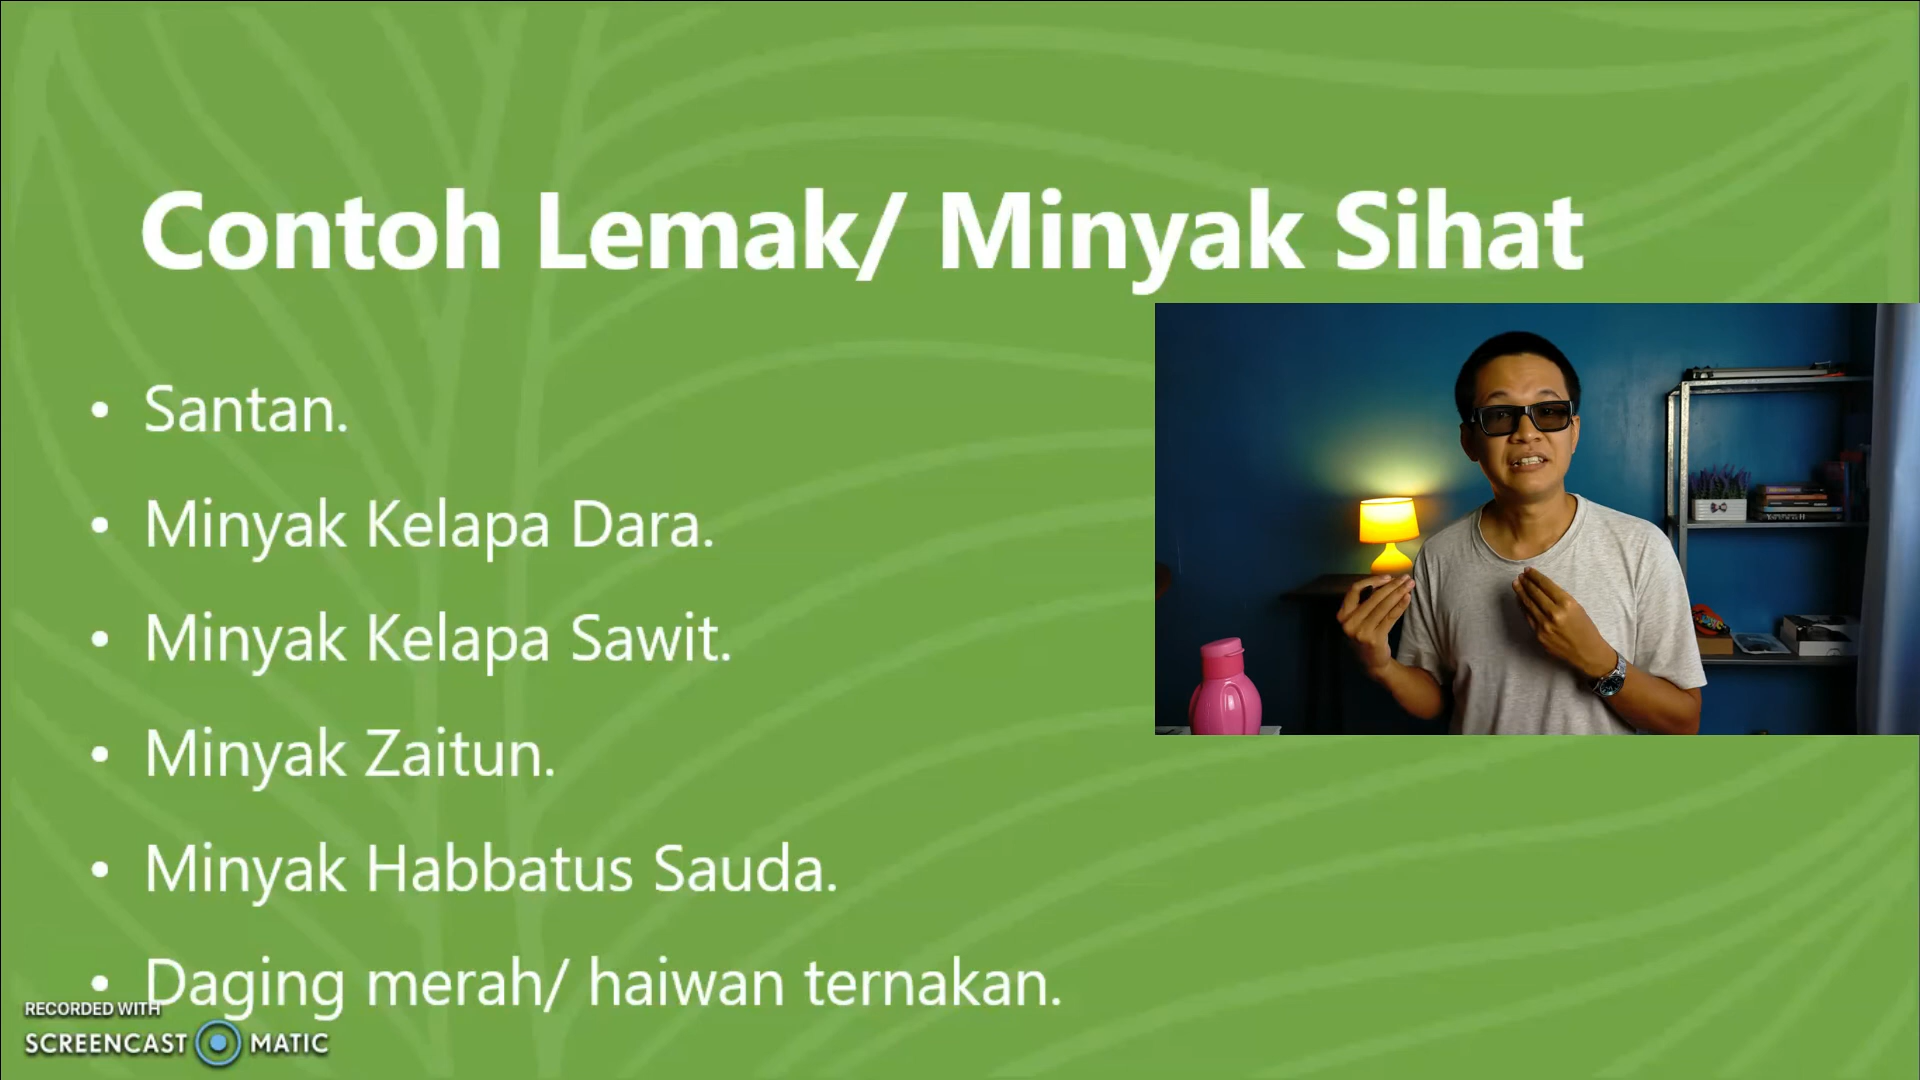 Contoh Lemak/ Minyak Sihat
• Santan.
• Minyak Kelapa Dara.
• Minyak Kelapa Sawit.
• Minyak Zaitun.
• Minyak Habbatus Sauda.
• Daging merah/ haiwan ternakan.
RECORDED WITH
SCREENCAST MATIC